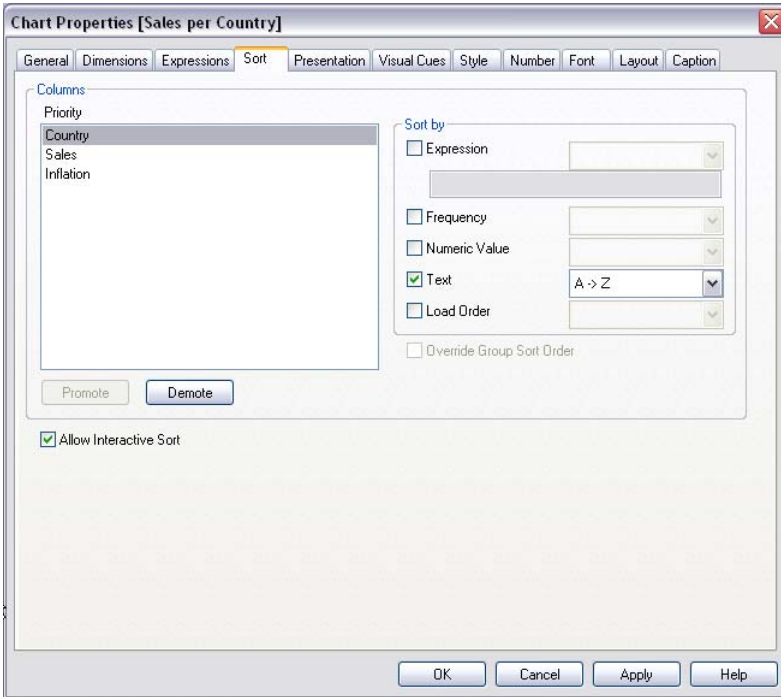 Chart Properties [Sales per Country]
General Dimensions Expressions Sort Presentation Visual Cues Style Number Font Layout Caption
Columns
Priority
Country
Sales
Inflation
Sort by
Expression
Frequency
Numeric Value
Text A -> Z
Load Order
Override Group Sort Order
Promote Demote
Allow Interactive Sort
OK Cancel Apply Help